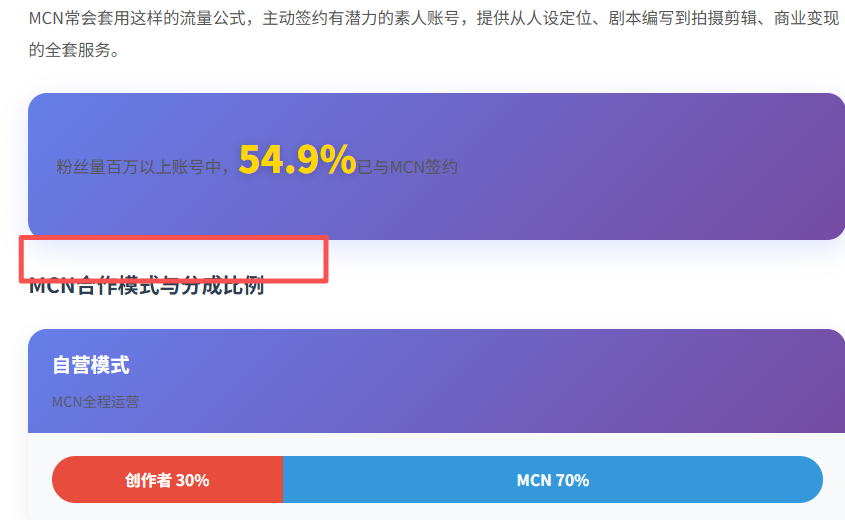 MCN常会套用这样的流量公式，主动签约有潜力的素人账号，提供从人设定位、剧本编写到拍摄剪辑、商业变现
的全套服务。
粉丝量百万以上账号中，54.9%已与MCN签约
MCN合作模式与分成比例
自营模式
MCN全程运营
创作者 30% MCN 70%